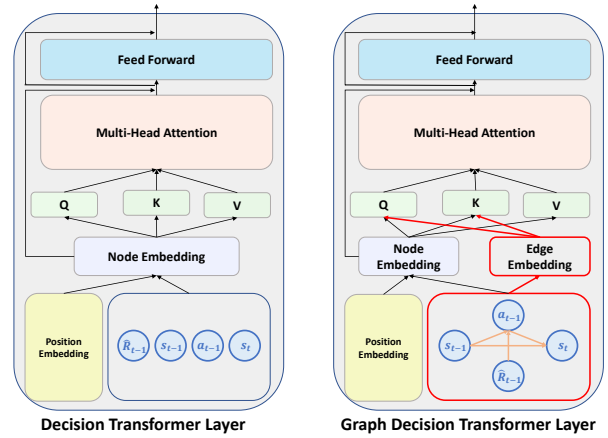 Feed Forward
Multi-Head Attention
Q K V
Node Embedding
Position
Embedding
R̂ₜ₋₁ sₜ₋₁ aₜ₋₁ sₜ
Decision Transformer Layer
Feed Forward
Multi-Head Attention
Q K V
Node
Embedding
Edge
Embedding
Position
Embedding
aₜ₋₁
sₜ₋₁ sₜ
R̂ₜ₋₁
Graph Decision Transformer Layer